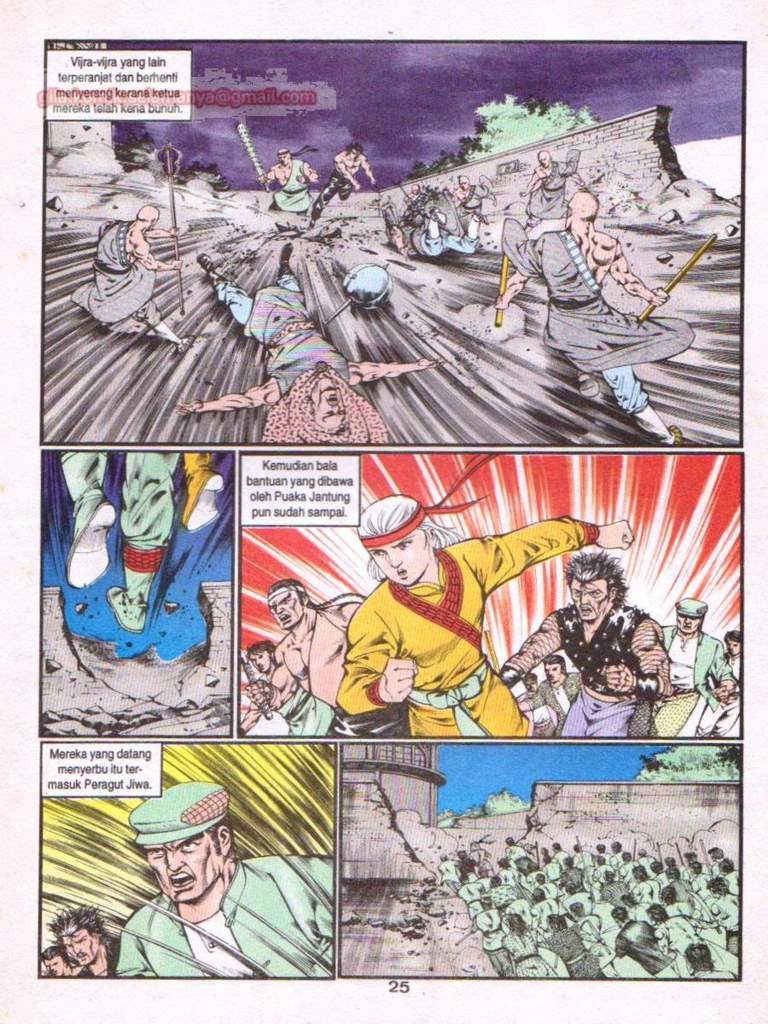 Vijra-vijra yang lain
terperanjat dan berhenti
menyerang kerana ketua
mereka telah kena bunuh.
Kemudian bala
bantuan yang dibawa
oleh Puaka Jantung
pun sudah sampai.
Mereka yang datang
menyerbu itu ter-
masuk Peragut Jiwa.
25